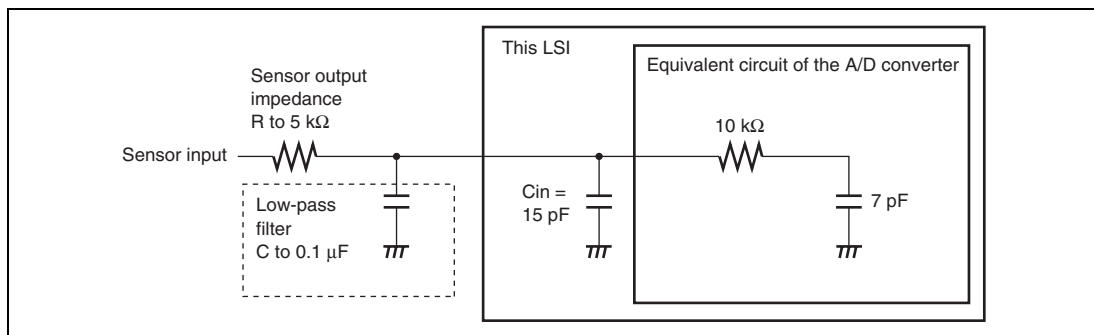 This LSI
Equivalent circuit of the A/D converter
Sensor output
impedance
R to 5 kΩ
10 kΩ
Sensor input
Low-pass
filter
C to 0.1 μF
Cin =
15 pF
7 pF